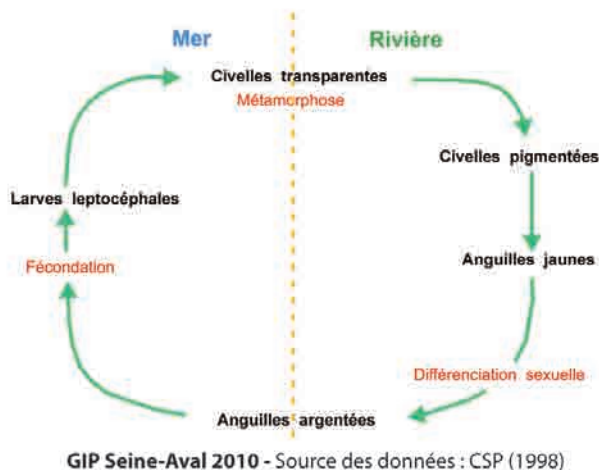 Mer
Rivière
Civelles transparentes
Métamorphose
Civelles pigmentées
Larves leptocéphales
Anguilles jaunes
Fécondation
Différenciation sexuelle
Anguilles argentées
GIP Seine-Aval 2010 - Source des données : CSP (1998)